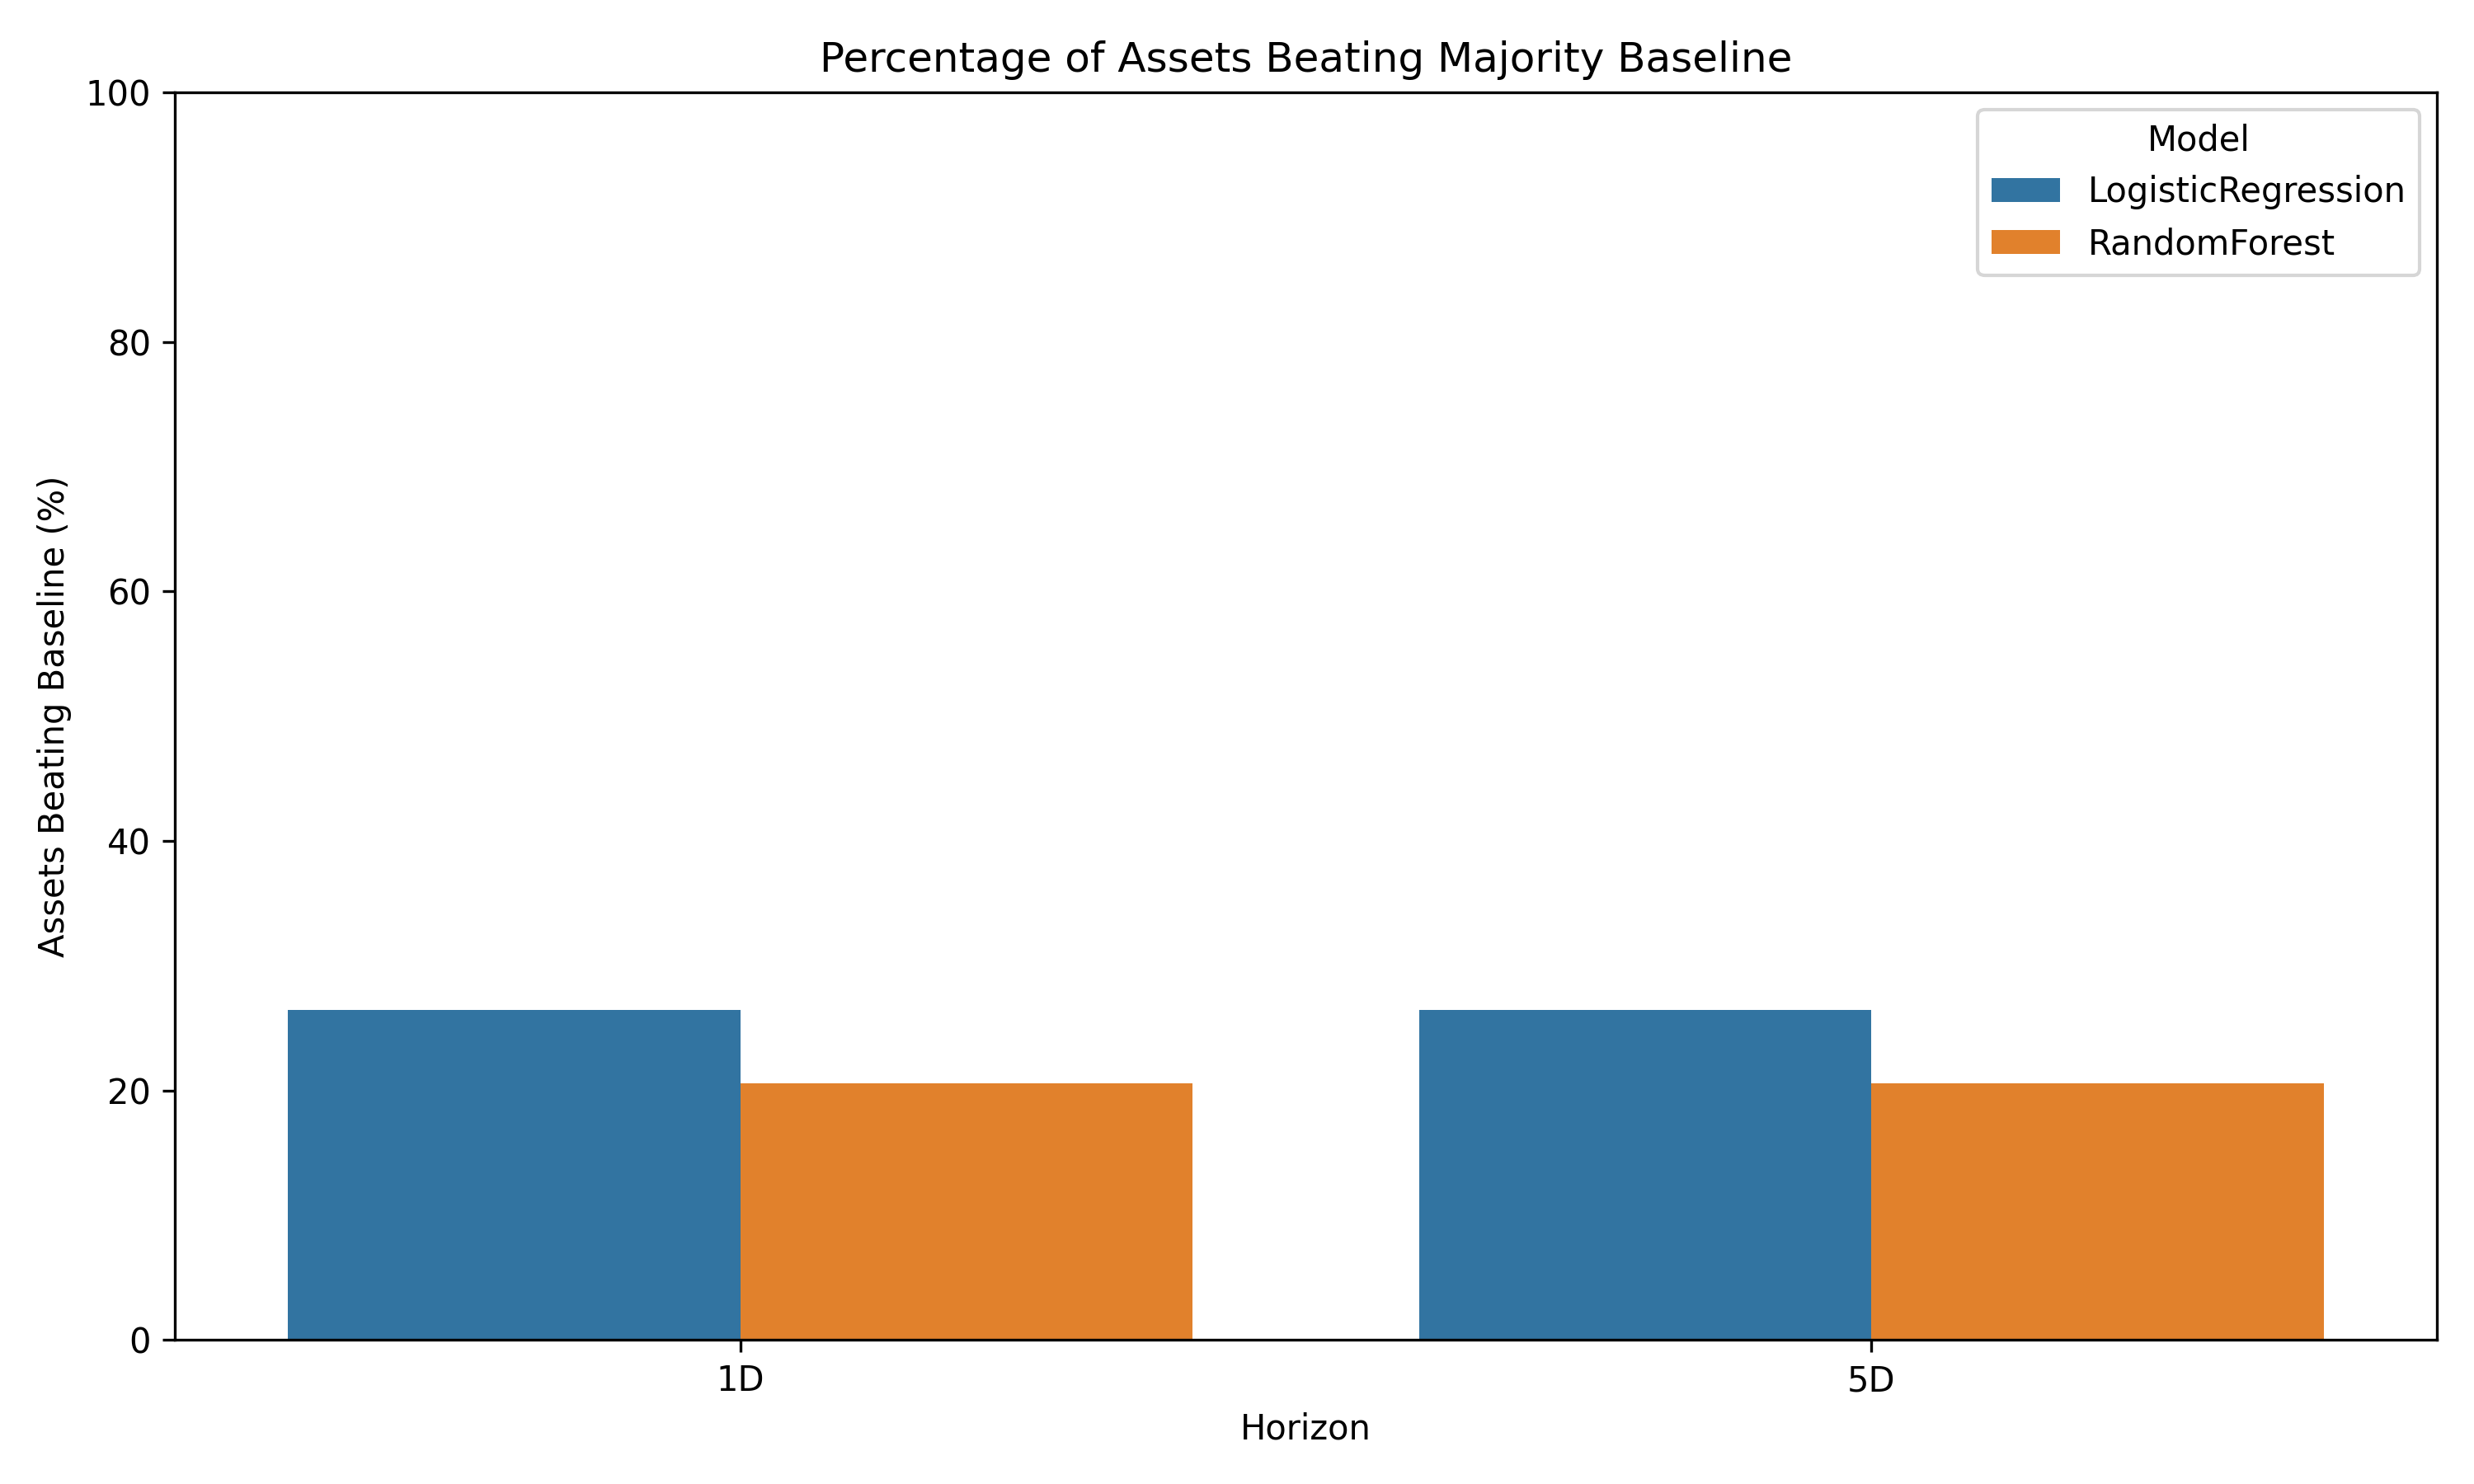 Percentage of Assets Beating Majority Baseline
Model
LogisticRegression
RandomForest
Assets Beating Baseline (%)
100
80
60
40
20
0
1D
5D
Horizon